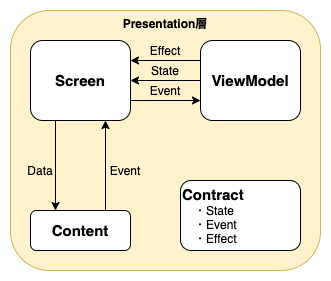 Presentation層
Effect
State
Event
Screen
ViewModel
Data
Event
Content
Contract
・State
・Event
・Effect